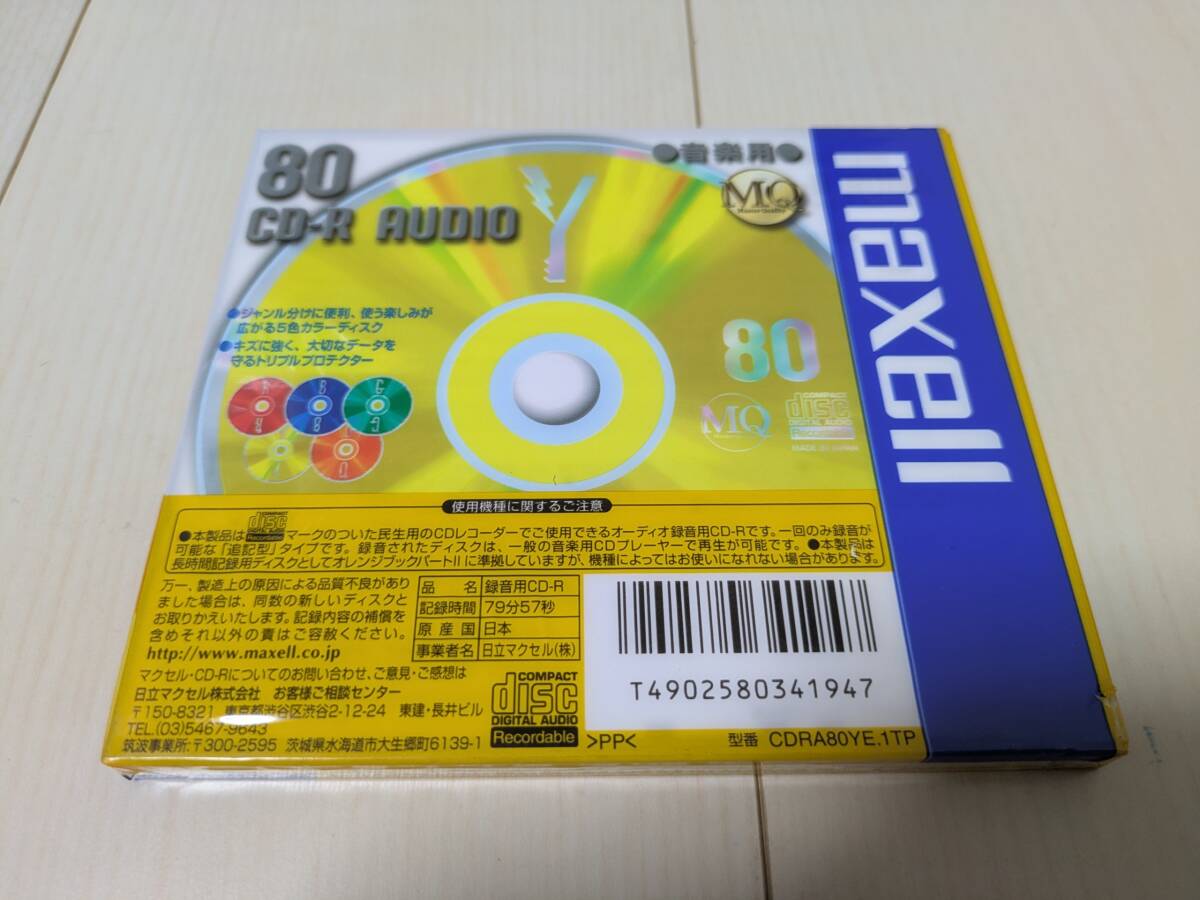 80
CD-R AUDIO
●音楽用●
MQ
Master Quality
maxell
Y
●ジャンル分けに便利、使う楽しみが
広がる5色カラーディスク
●キズに強く、大切なデータを
守るトリプルプロテクター
80
MQ
COMPACT
disc
DIGITAL AUDIO
Recordable
MADE IN JAPAN
使用機種に関するご注意
●本製品は COMPACT disc DIGITAL AUDIO Recordable マークのついた民生用のCDレコーダーでご使用できるオーディオ録音用CD-Rです。一回のみ録音が
可能な「追記型」タイプです。録音されたディスクは、一般の音楽用CDプレーヤーで再生が可能です。●本製品は
長時間記録用ディスクとしてオレンジブックパートIIに準拠していますが、機種によってはお使いになれない場合があります。
万一、製造上の原因による品質不良があり
ました場合は、同数の新しいディスクと
お取りかえいたします。記録内容の補償を
含めそれ以外の責はご容赦ください。
http://www.maxell.co.jp
品名 録音用CD-R
記録時間 79分57秒
原産国 日本
事業者名 日立マクセル(株)
マクセル・CD-Rについてのお問い合わせ、ご意見・ご感想は
日立マクセル株式会社 お客様ご相談センター
〒150-8321 東京都渋谷区渋谷2-12-24 東建・長井ビル
TEL.(03)5467-9643
筑波事業所:〒300-2595 茨城県水海道市大生郷町6139-1
COMPACT
disc
DIGITAL AUDIO
Recordable
T4902580341947
>PP<
型番 CDRA80YE.1TP